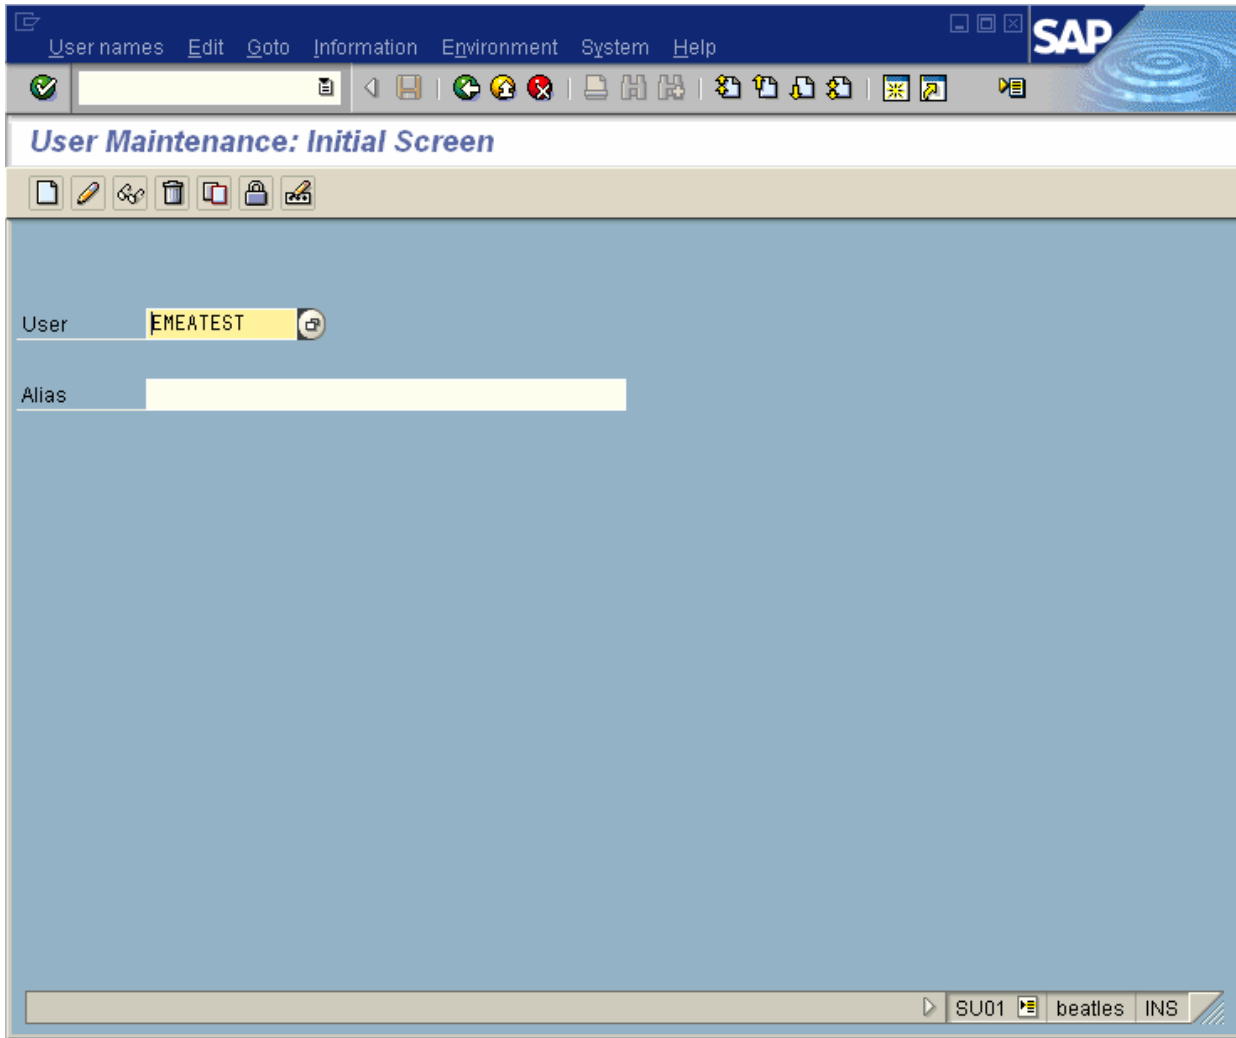 SAP
User names Edit Goto Information Environment System Help
User Maintenance: Initial Screen
User EMEATEST
Alias
SU01 beatles INS